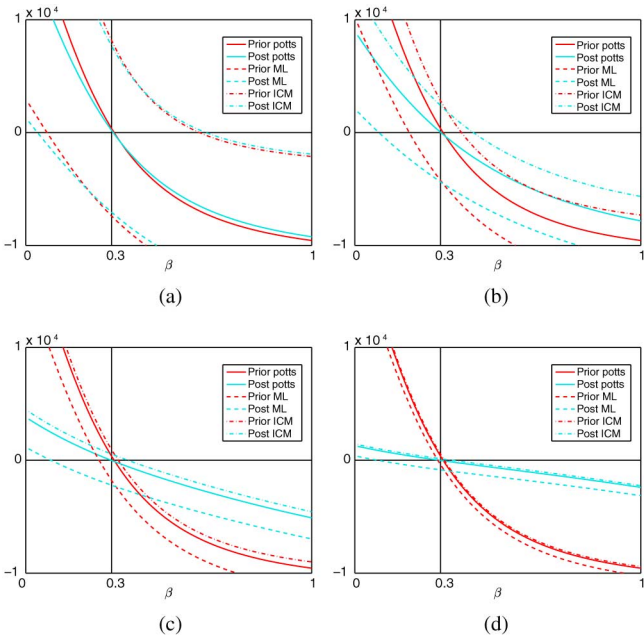 1 x 10^4
Prior potts
Post potts
Prior ML
Post ML
Prior ICM
Post ICM
0
−1
0 0.3 1
β
(a)
1 x 10^4
Prior potts
Post potts
Prior ML
Post ML
Prior ICM
Post ICM
0
−1
0 0.3 1
β
(b)
1 x 10^4
Prior potts
Post potts
Prior ML
Post ML
Prior ICM
Post ICM
0
−1
0 0.3 1
β
(c)
1 x 10^4
Prior potts
Post potts
Prior ML
Post ML
Prior ICM
Post ICM
0
−1
0 0.3 1
β
(d)